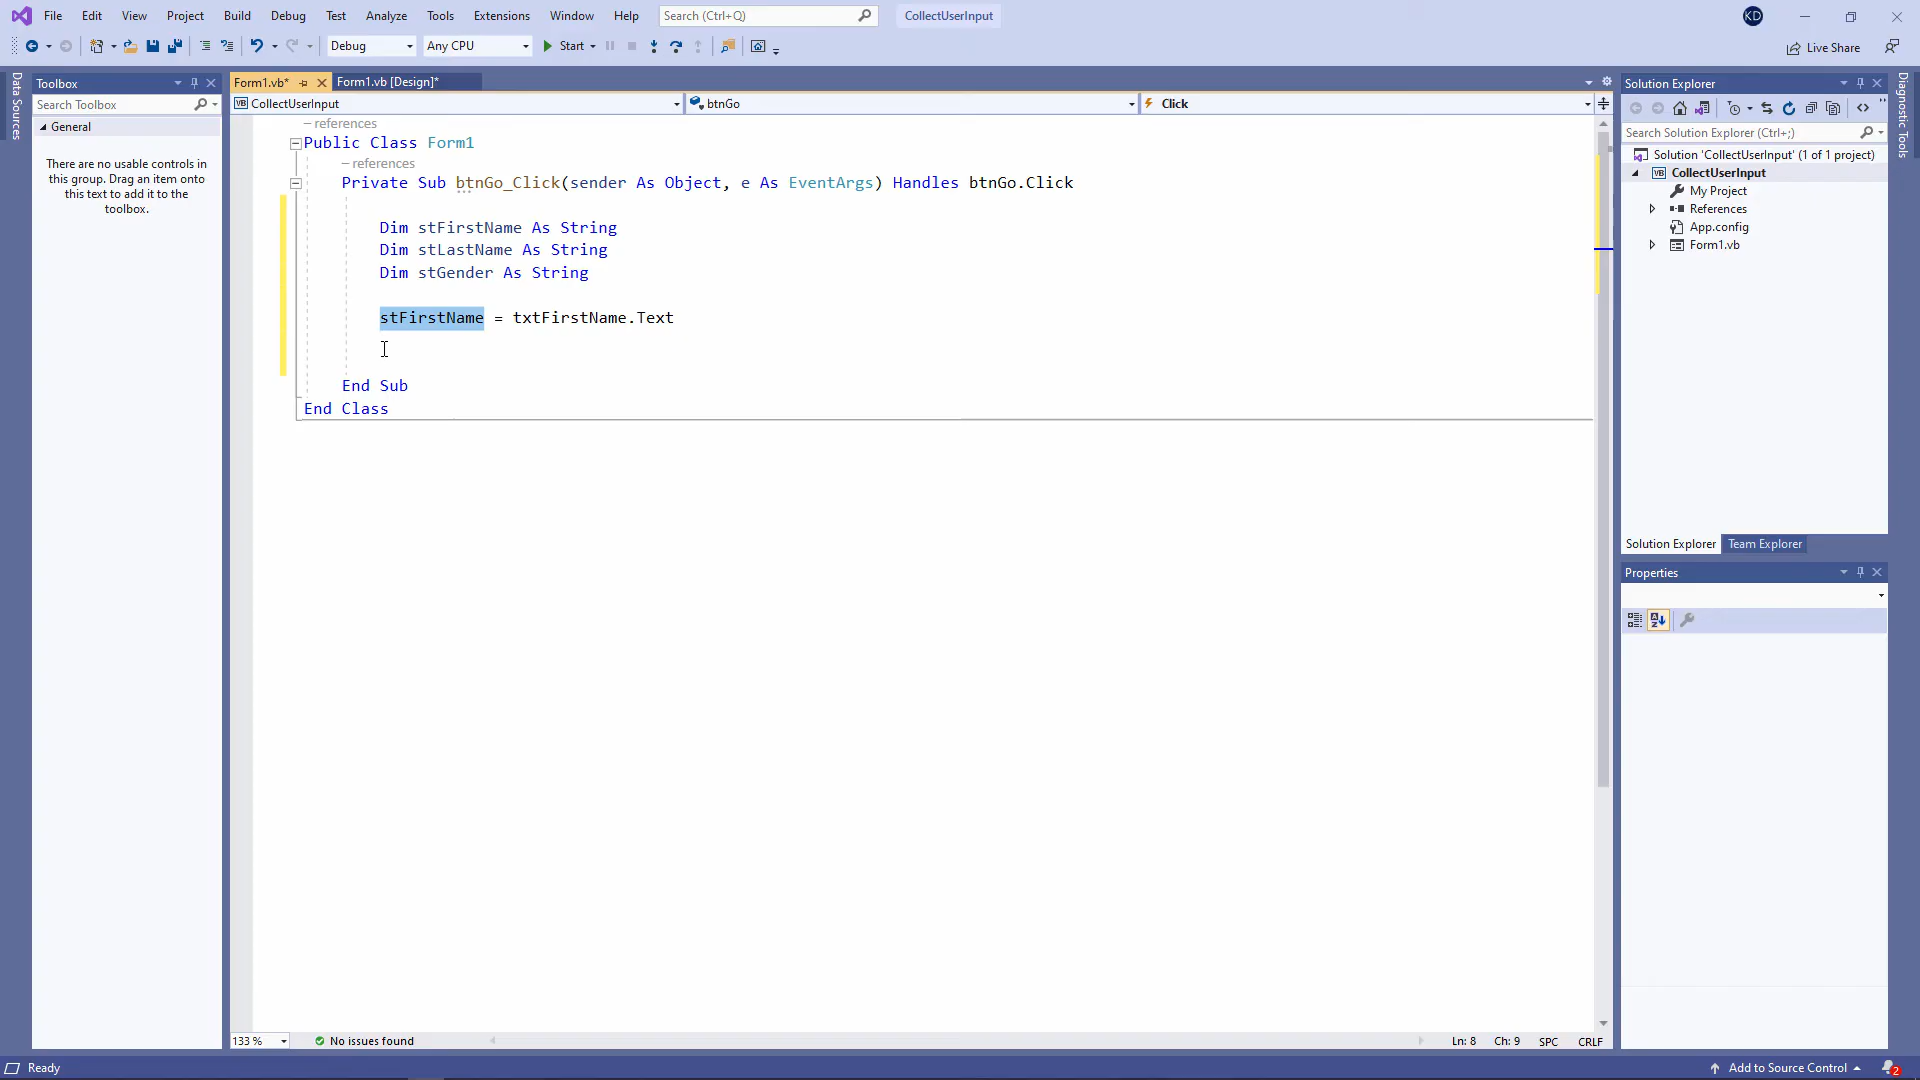 File Edit View Project Build Debug Test Analyze Tools Extensions Window Help Search (Ctrl+Q) CollectUserInput KD
Debug Any CPU Start Live Share
Data Sources
Toolbox
Search Toolbox
General
There are no usable controls in
this group. Drag an item onto
this text to add it to the
toolbox.
Form1.vb* Form1.vb [Design]*
VB CollectUserInput btnGo Click
– references
Public Class Form1
– references
Private Sub btnGo_Click(sender As Object, e As EventArgs) Handles btnGo.Click
Dim stFirstName As String
Dim stLastName As String
Dim stGender As String
stFirstName = txtFirstName.Text
End Sub
End Class
133 % No issues found Ln: 8 Ch: 9 SPC CRLF
Solution Explorer
Search Solution Explorer (Ctrl+;)
Solution 'CollectUserInput' (1 of 1 project)
VB CollectUserInput
My Project
References
App.config
Form1.vb
Solution Explorer Team Explorer
Properties
Diagnostic Tools
Ready Add to Source Control 2